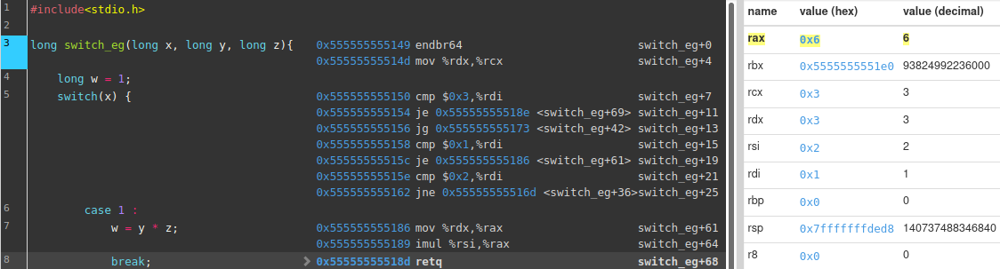 1 #include<stdio.h>
2
3 long switch_eg(long x, long y, long z){ 0x555555555149 endbr64 switch_eg+0
0x55555555514d mov %rdx,%rcx switch_eg+4
4 long w = 1;
5 switch(x) { 0x555555555150 cmp $0x3,%rdi switch_eg+7
0x555555555154 je 0x55555555518e <switch_eg+69> switch_eg+11
0x555555555156 jg 0x555555555173 <switch_eg+42> switch_eg+13
0x555555555158 cmp $0x1,%rdi switch_eg+15
0x55555555515c je 0x555555555186 <switch_eg+61> switch_eg+19
0x55555555515e cmp $0x2,%rdi switch_eg+21
0x555555555162 jne 0x55555555516d <switch_eg+36>switch_eg+25
6 case 1 :
7 w = y * z; 0x555555555186 mov %rdx,%rax switch_eg+61
0x555555555189 imul %rsi,%rax switch_eg+64
8 break; 0x55555555518d retq switch_eg+68
name value (hex) value (decimal)
rax 0x6 6
rbx 0x5555555551e0 93824992236000
rcx 0x3 3
rdx 0x3 3
rsi 0x2 2
rdi 0x1 1
rbp 0x0 0
rsp 0x7fffffffded8 140737488346840
r8 0x0 0